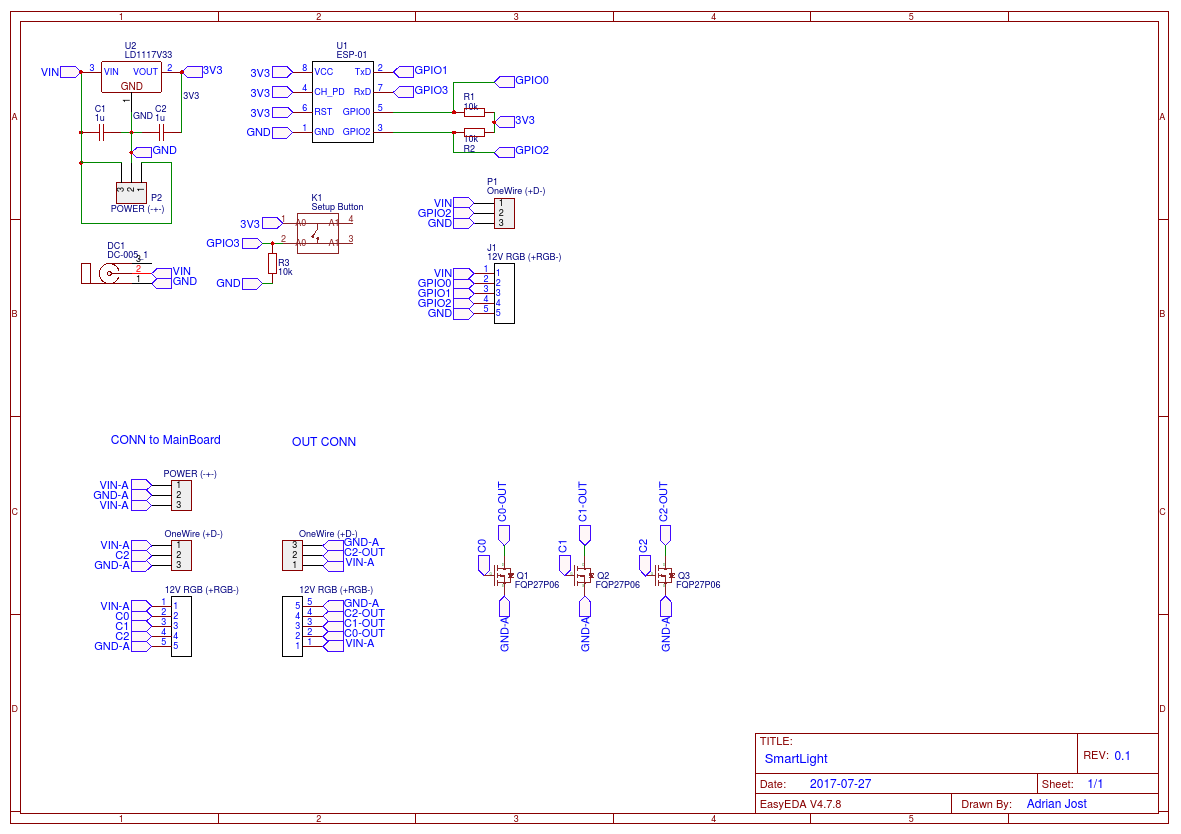 1 2 3 4 5
A A
B B
C C
D D
U2
LD1117V33
VIN 3 VIN VOUT 2 3V3
GND
1
3V3
C1
1u
GND
C2
1u
GND
3 2 1
P2
POWER (-+-)
DC1
DC-005_1
3
2 VIN
1 GND
U1
ESP-01
3V3 8 VCC TxD 2 GPIO1
3V3 4 CH_PD RxD 7 GPIO3
3V3 6 RST GPIO0 5
GND 1 GND GPIO2 3
GPIO0
R1
10k
3V3
10k
R2
GPIO2
K1
Setup Button
3V3 1 A0 A1 4
GPIO3 2 A0 A1 3
R3
10k
GND
P1
OneWire (+D-)
VIN 1
GPIO2 2
GND 3
J1
12V RGB (+RGB-)
VIN 1 1
GPIO0 2 2
GPIO1 3 3
GPIO2 4 4
GND 5 5
CONN to MainBoard
OUT CONN
POWER (-+-)
VIN-A 1
GND-A 2
VIN-A 3
OneWire (+D-)
VIN-A 1
C2 2
GND-A 3
12V RGB (+RGB-)
VIN-A 1 1
C0 2 2
C1 3 3
C2 4 4
GND-A 5 5
OneWire (+D-)
3 GND-A
2 C2-OUT
1 VIN-A
12V RGB (+RGB-)
5 5 GND-A
4 4 C2-OUT
3 3 C1-OUT
2 2 C0-OUT
1 1 VIN-A
C0-OUT
C0
Q1
FQP27P06
GND-A
C1-OUT
C1
Q2
FQP27P06
GND-A
C2-OUT
C2
Q3
FQP27P06
GND-A
TITLE:
SmartLight
REV: 0.1
Date: 2017-07-27
Sheet: 1/1
EasyEDA V4.7.8
Drawn By: Adrian Jost
1 2 3 4 5